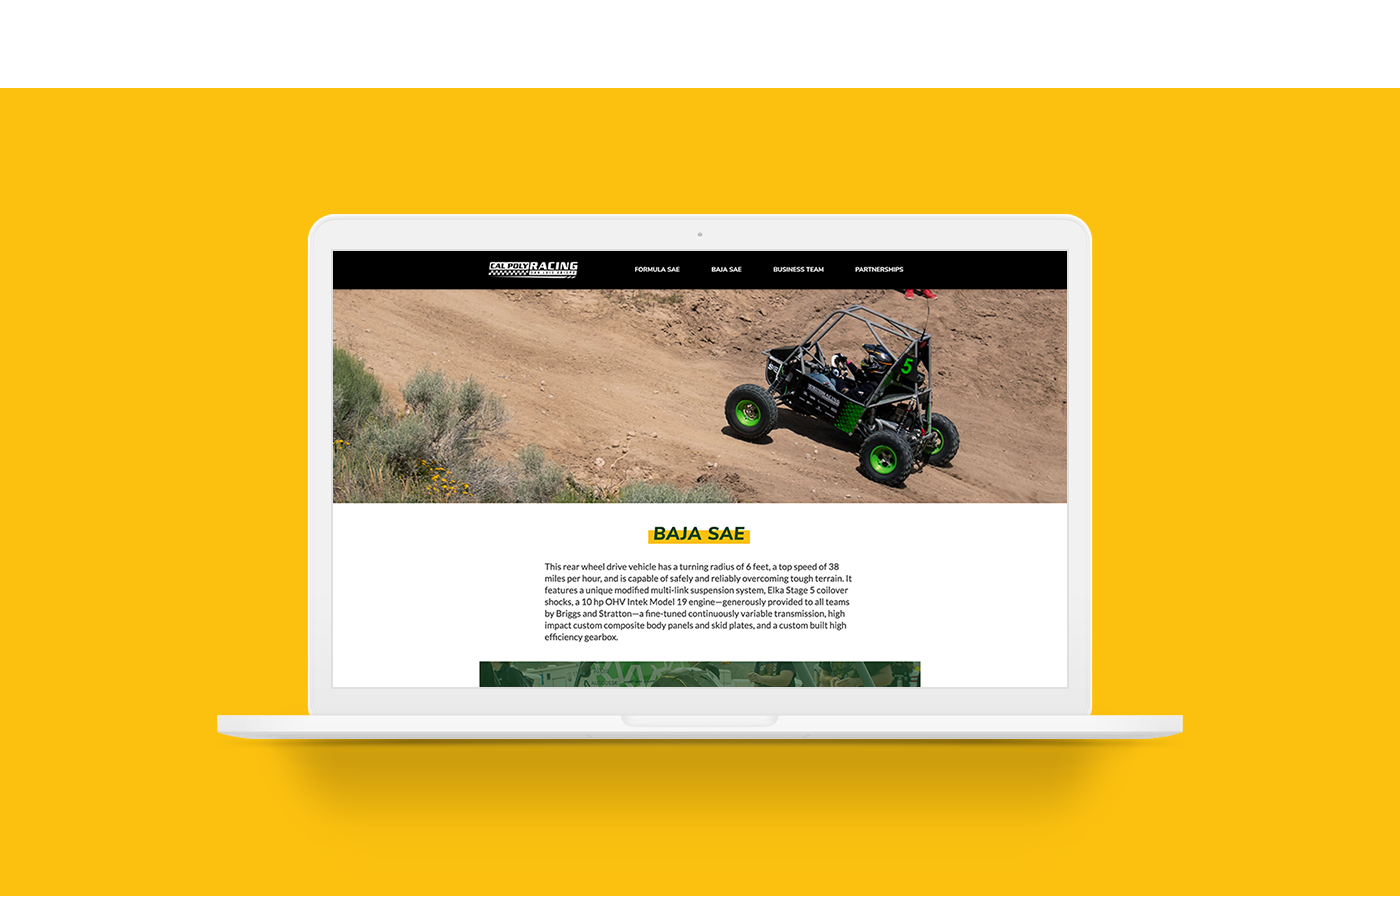 CAL POLY RACING
SAN LUIS OBISPO
FORMULA SAE
BAJA SAE
BUSINESS TEAM
PARTNERSHIPS
5
BAJA SAE
This rear wheel drive vehicle has a turning radius of 6 feet, a top speed of 38
miles per hour, and is capable of safely and reliably overcoming tough terrain. It
features a unique modified multi-link suspension system, Elka Stage 5 coilover
shocks, a 10 hp OHV Intek Model 19 engine—generously provided to all teams
by Briggs and Stratton—a fine-tuned continuously variable transmission, high
impact custom composite body panels and skid plates, and a custom built high
efficiency gearbox.